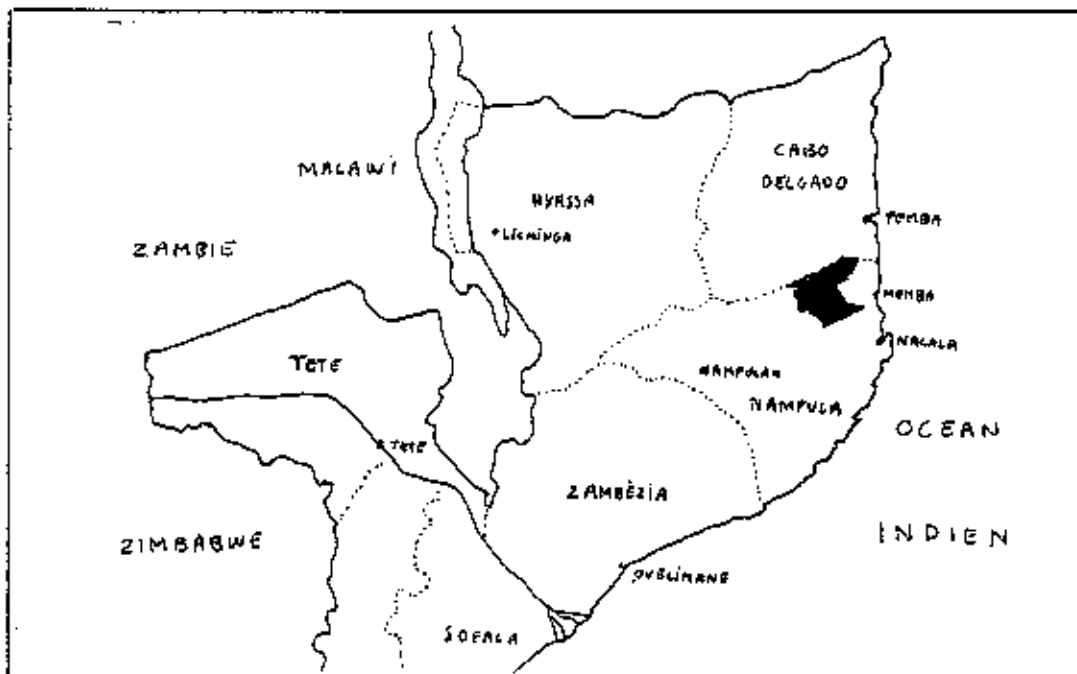 CABO
DELGADO
MALAWI
NYASSA
PEMBA
LICHINGA
ZAMBIE
MEMBA
NACALA
TETE
NAMPULA
OCEAN
TETE
ZAMBÈZIA
INDIEN
ZIMBABWE
QUELIMANE
SOFALA